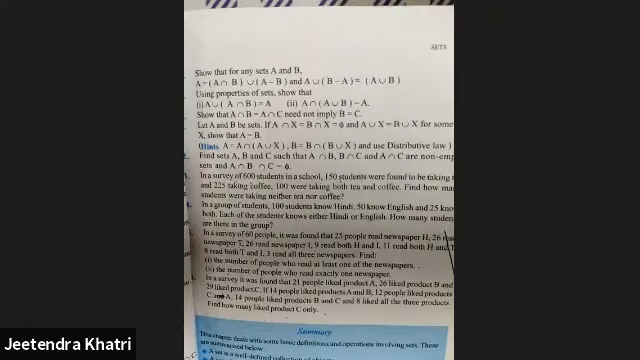 SETS
Show that for any sets A and B,
A = ( A ∩ B ) ∪ ( A – B ) and A ∪ ( B – A ) = ( A ∪ B )
Using properties of sets, show that
(i) A ∪ ( A ∩ B ) = A (ii) A ∩ ( A ∪ B ) = A.
Show that A ∩ B = A ∩ C need not imply B = C.
Let A and B be sets. If A ∩ X = B ∩ X = ϕ and A ∪ X = B ∪ X for some
X, show that A = B.
(Hints A = A ∩ ( A ∪ X ) , B = B ∩ ( B ∪ X ) and use Distributive law )
Find sets A, B and C such that A ∩ B, B ∩ C and A ∩ C are non-emp
sets and A ∩ B ∩ C = ϕ.
In a survey of 600 students in a school, 150 students were found to be taking
and 225 taking coffee, 100 were taking both tea and coffee. Find how ma
students were taking neither tea nor coffee?
In a group of students, 100 students know Hindi, 50 know English and 25 kno
both. Each of the students knows either Hindi or English. How many studen
are there in the group?
In a survey of 60 people, it was found that 25 people read newspaper H, 26
newspaper T, 26 read newspaper I, 9 read both H and I, 11 read both H and T
8 read both T and I, 3 read all three newspapers. Find:
(i) the number of people who read at least one of the newspapers.
(ii) the number of people who read exactly one newspaper.
In a survey it was found that 21 people liked product A, 26 liked product B and
29 liked product C. If 14 people liked products A and B, 12 people liked products
C and A, 14 people liked products B and C and 8 liked all the three products.
Find how many liked product C only.
Summary
This chapter deals with some basic definitions and operations involving sets. These
are summarised below:
A set is a well-defined collection of
Jeetendra Khatri